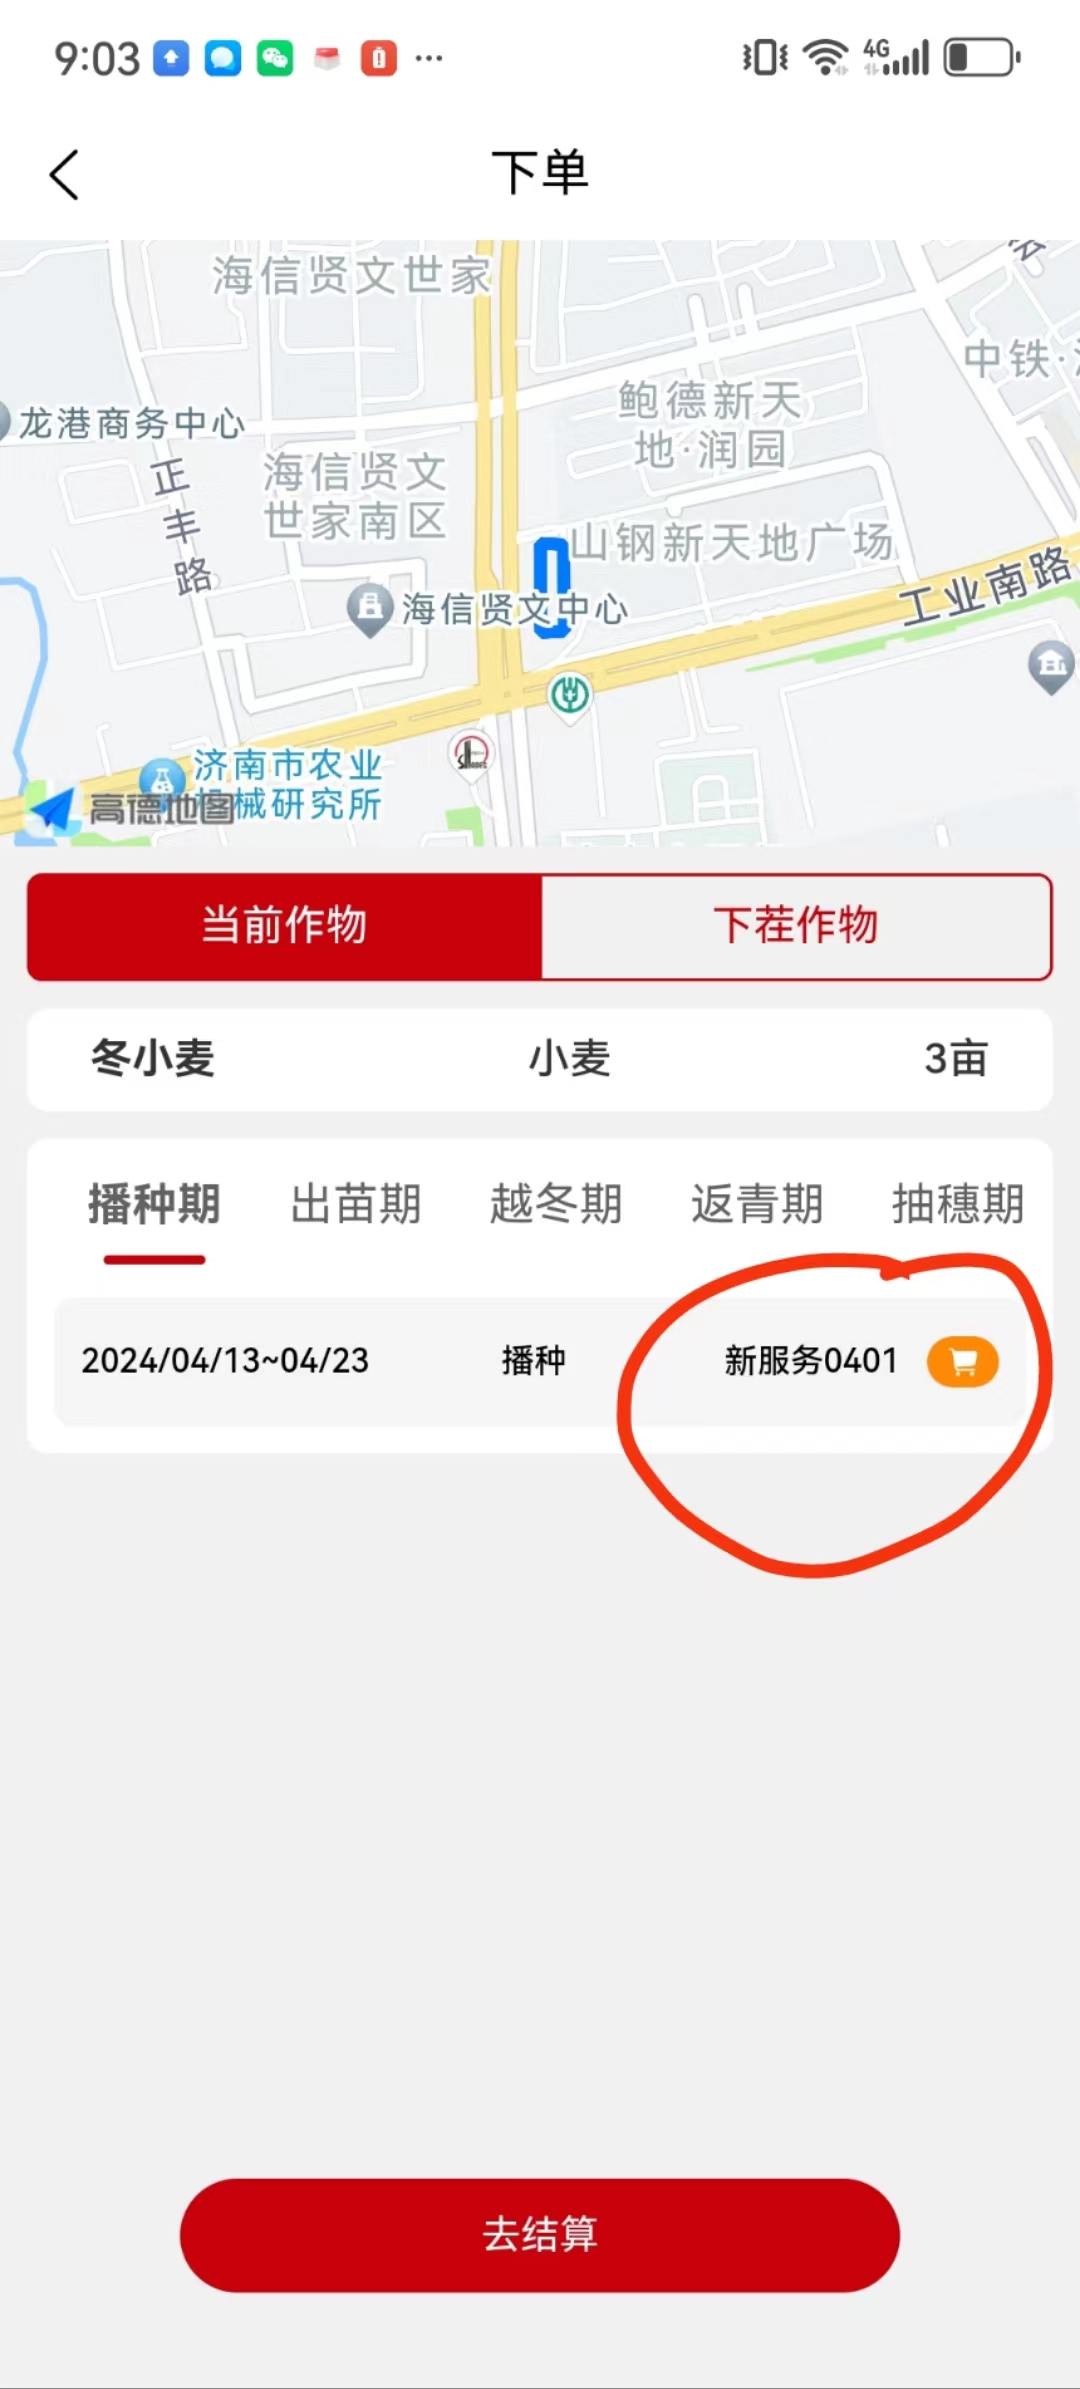 9:03
4G
下单
海信贤文世家
中铁·
龙港商务中心
鲍德新天
地·润园
正丰路
海信贤文
世家南区
山钢新天地广场
工业南路
海信贤文中心
济南市农业
机械研究所
高德地图
当前作物 下茬作物
冬小麦 小麦 3亩
播种期 出苗期 越冬期 返青期 抽穗期
2024/04/13~04/23 播种 新服务0401
去结算